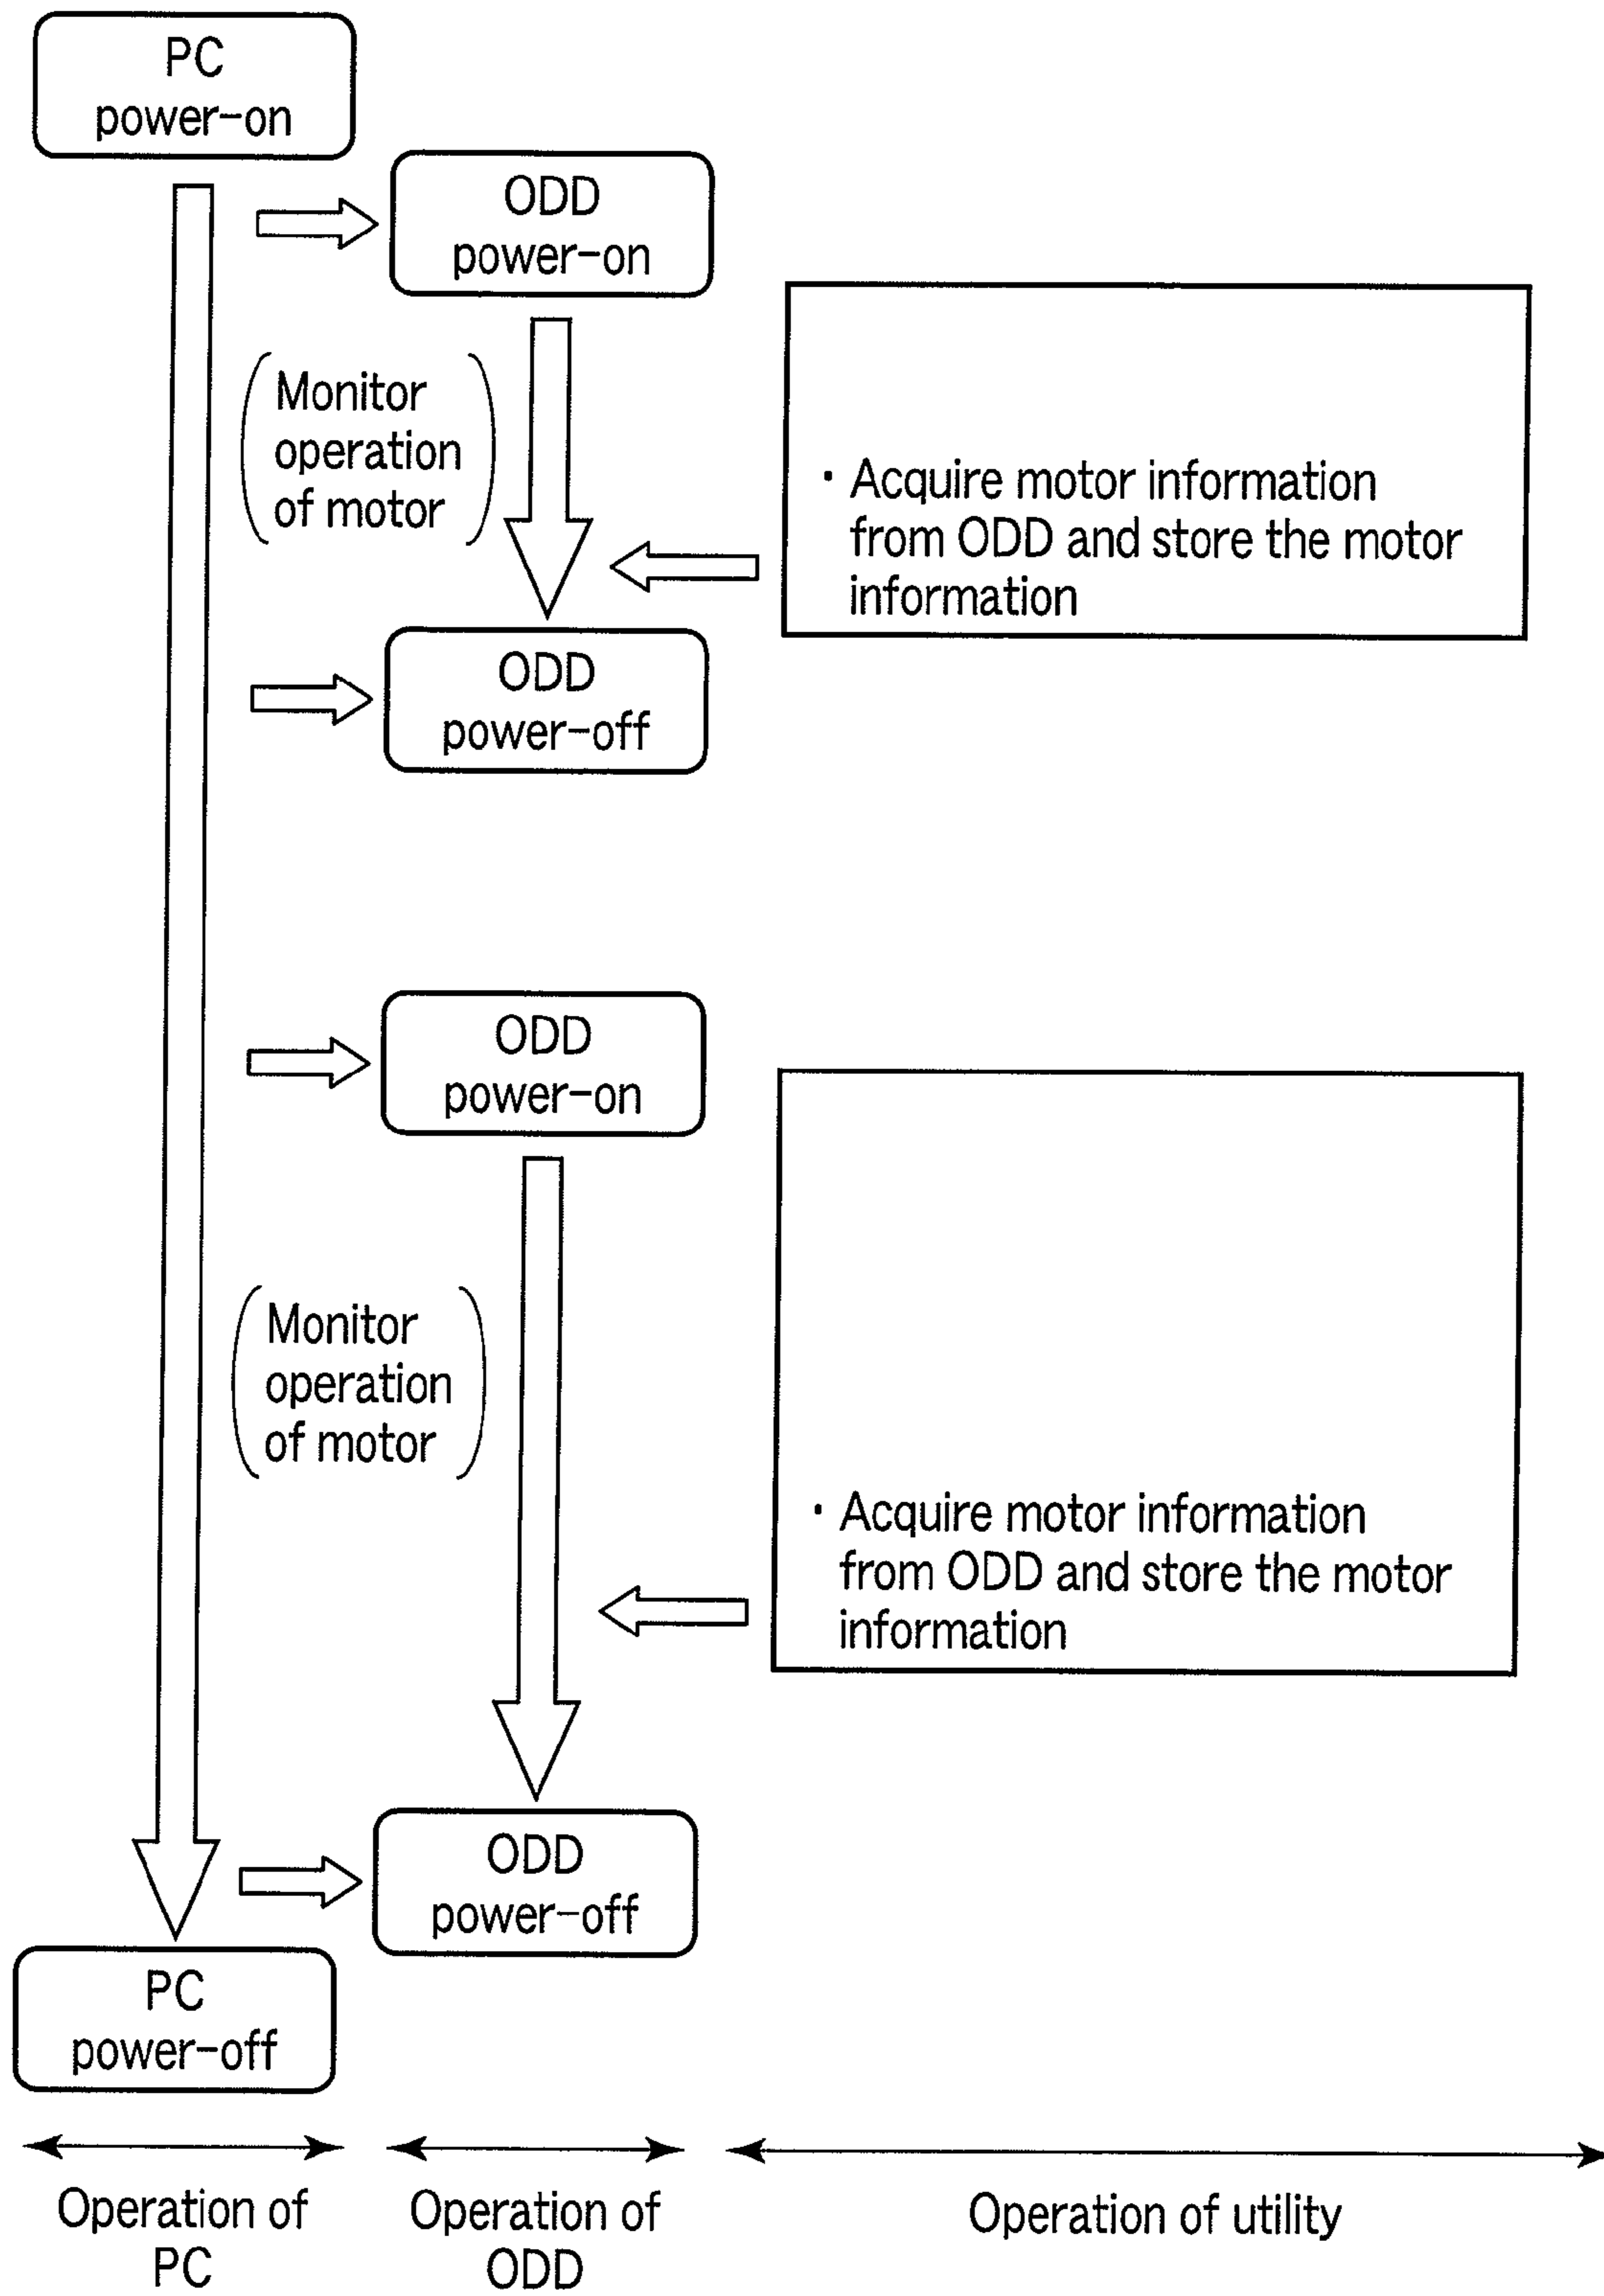 PC
power-on
ODD
power-on
Monitor
operation
of motor
· Acquire motor information
from ODD and store the motor
information
ODD
power-off
ODD
power-on
Monitor
operation
of motor
· Acquire motor information
from ODD and store the motor
information
ODD
power-off
PC
power-off
Operation of
PC
Operation of
ODD
Operation of utility